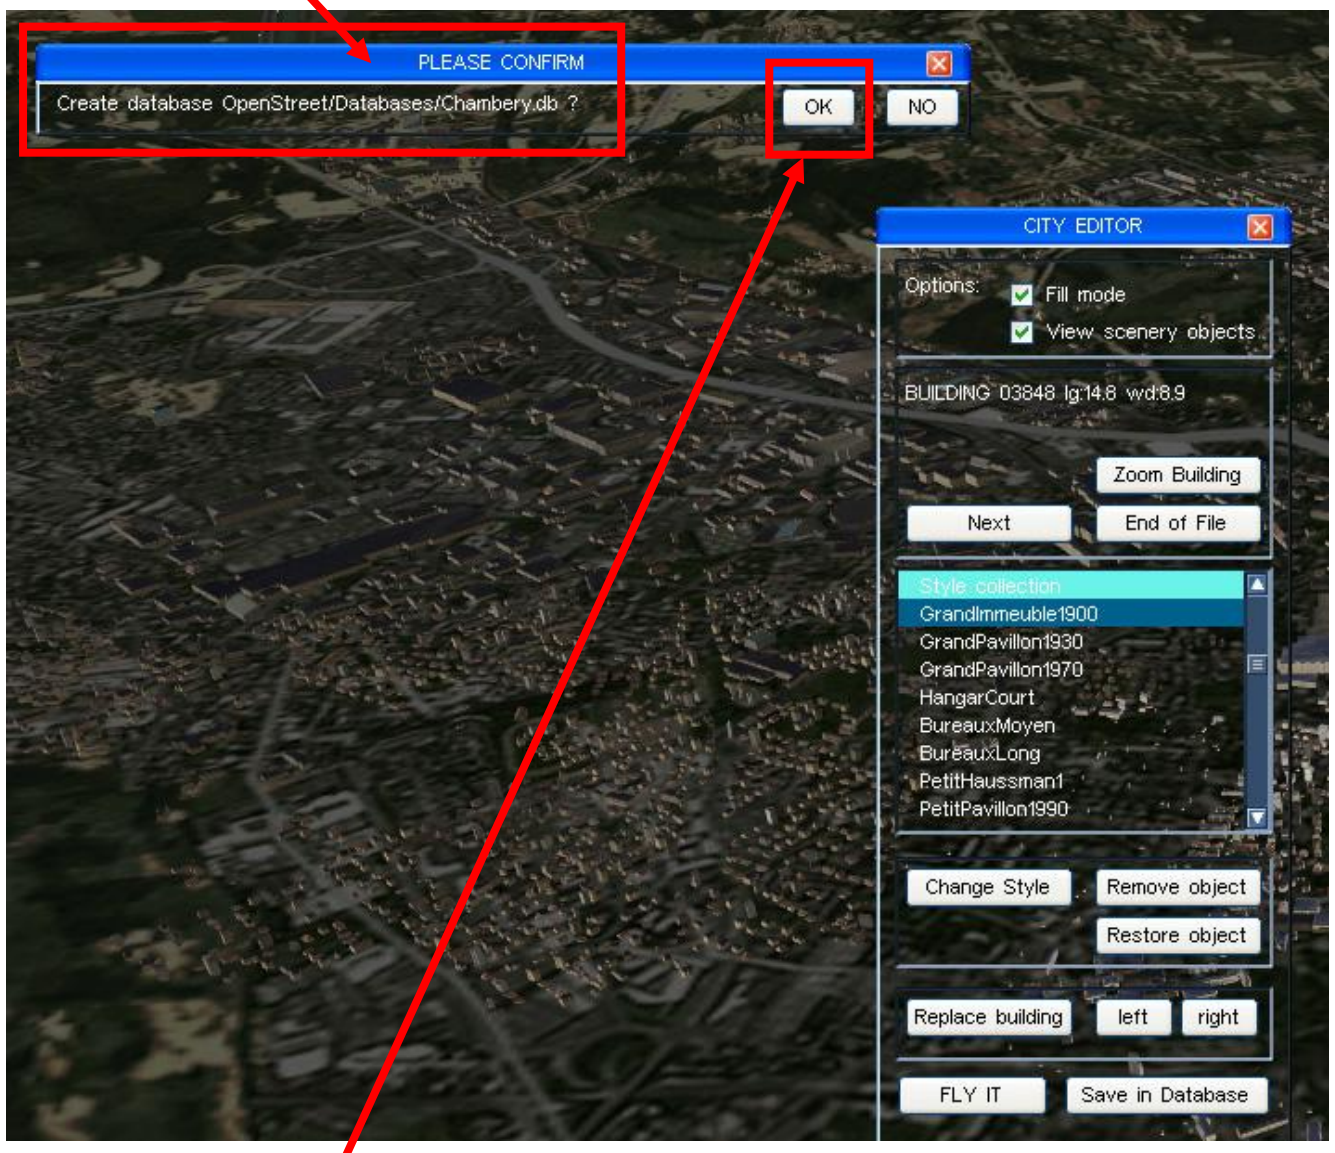 PLEASE CONFIRM
Create database OpenStreet/Databases/Chambery.db ?
OK
NO
CITY EDITOR
Options:
Fill mode
View scenery objects
BUILDING 03848 lg:14.8 wd:8.9
Zoom Building
Next
End of File
Style collection
GrandImmeuble1900
GrandPavillon1930
GrandPavillon1970
HangarCourt
BureauxMoyen
BureauxLong
PetitHaussman1
PetitPavillon1990
Change Style
Remove object
Restore object
Replace building
left
right
FLY IT
Save in Database